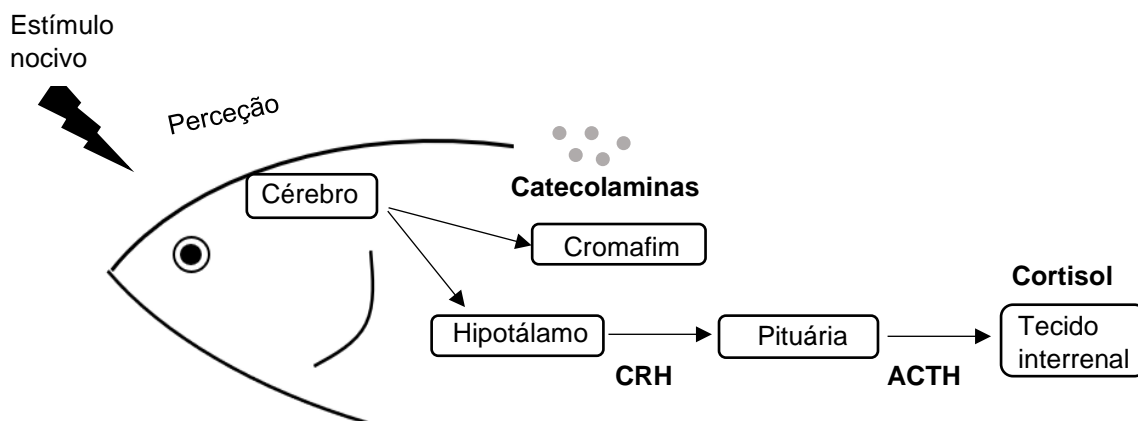 Estímulo
nocivo
Perceção
Cérebro
Catecolaminas
Cromafim
Cortisol
Hipotálamo
Pituária
Tecido
interrenal
CRH
ACTH